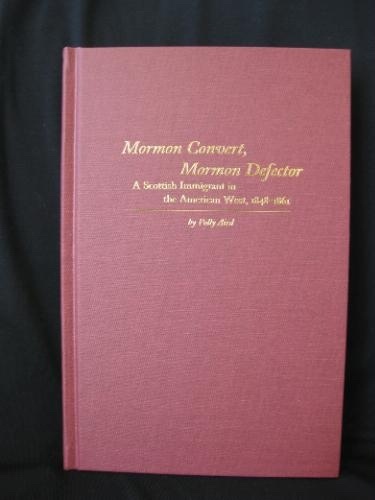 Mormon Convert,
Mormon Defector
A Scottish Immigrant in
the American West, 1848-1861
by Polly Aird